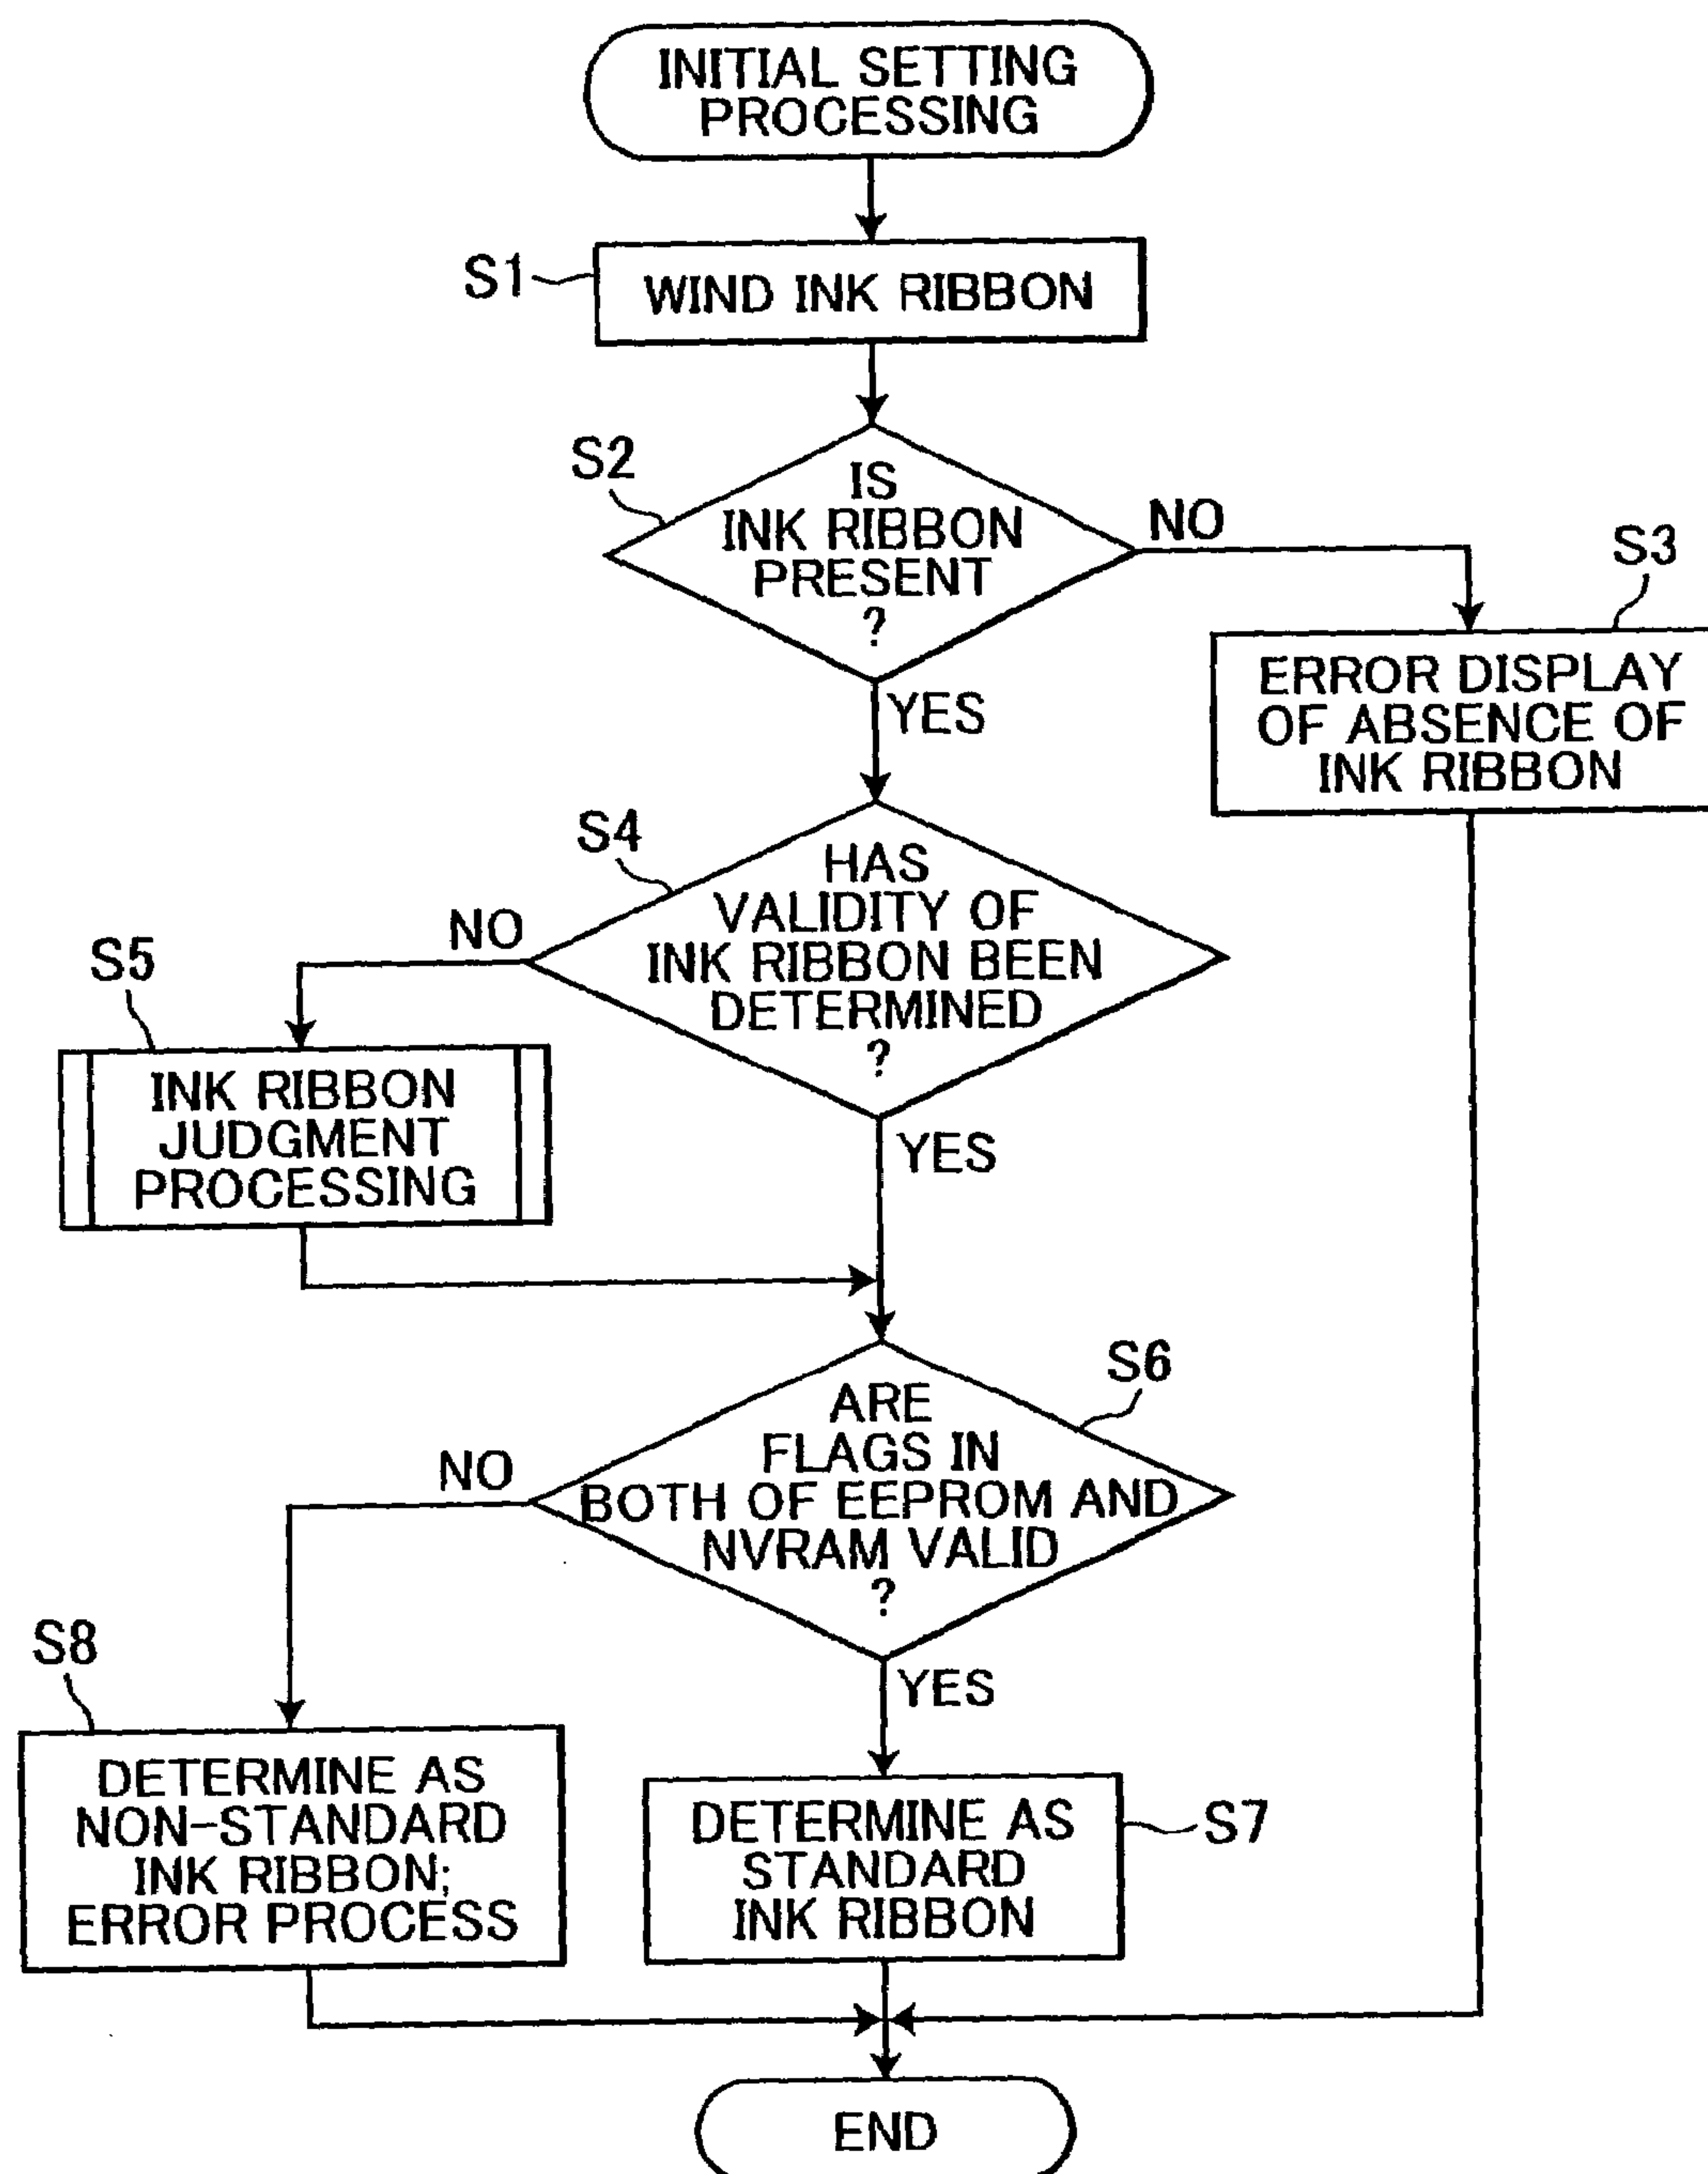 INITIAL SETTING
PROCESSING
S1
WIND INK RIBBON
S2
IS
INK RIBBON
PRESENT
?
NO
YES
S3
ERROR DISPLAY
OF ABSENCE OF
INK RIBBON
S4
HAS
VALIDITY OF
INK RIBBON BEEN
DETERMINED
?
NO
YES
S5
INK RIBBON
JUDGMENT
PROCESSING
S6
ARE
FLAGS IN
BOTH OF EEPROM AND
NVRAM VALID
?
NO
YES
S8
DETERMINE AS
NON-STANDARD
INK RIBBON;
ERROR PROCESS
DETERMINE AS
STANDARD
INK RIBBON
S7
END